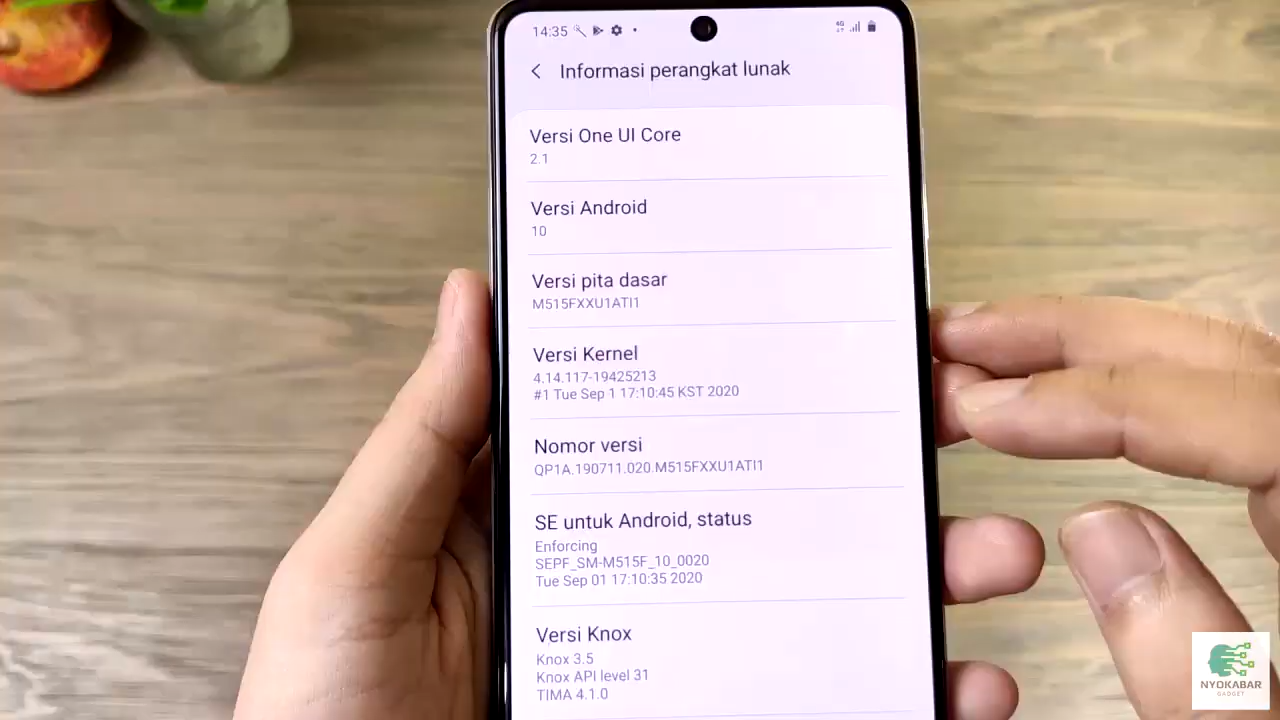 14:35
4G
Informasi perangkat lunak
Versi One UI Core
2.1
Versi Android
10
Versi pita dasar
M515FXXU1ATI1
Versi Kernel
4.14.117-19425213
#1 Tue Sep 1 17:10:45 KST 2020
Nomor versi
QP1A.190711.020.M515FXXU1ATI1
SE untuk Android, status
Enforcing
SEPF_SM-M515F_10_0020
Tue Sep 01 17:10:35 2020
Versi Knox
Knox 3.5
Knox API level 31
TIMA 4.1.0
NYOKABAR
GADGET